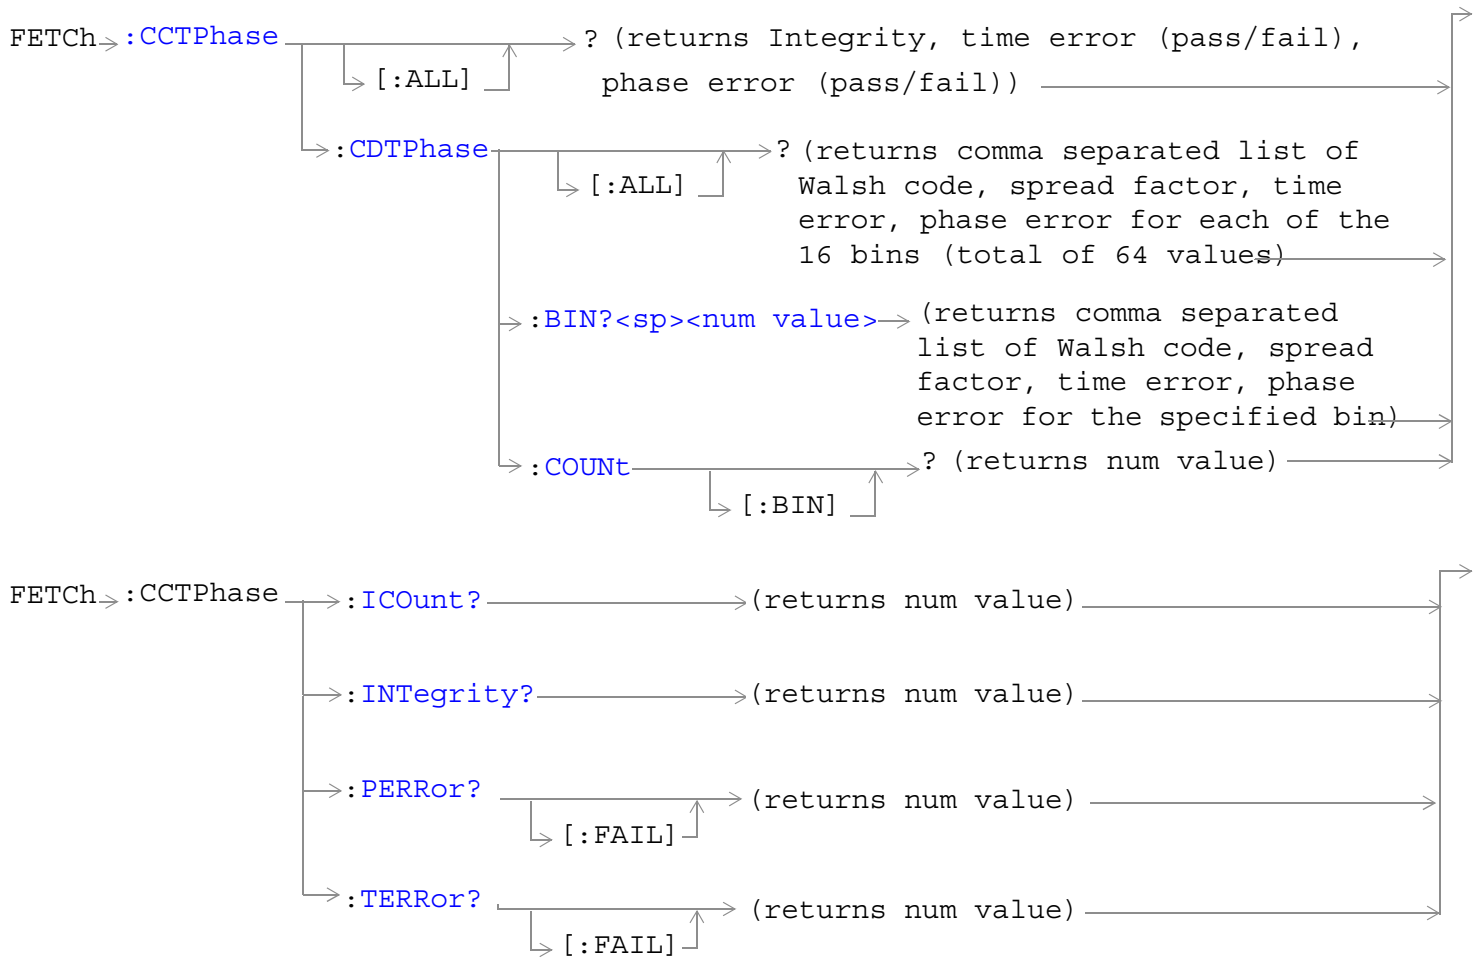 FETCh :CCTPhase ? (returns Integrity, time error (pass/fail),
[:ALL] phase error (pass/fail))
:CDTPhase ? (returns comma separated list of
[:ALL] Walsh code, spread factor, time
error, phase error for each of the
16 bins (total of 64 values)
:BIN?<sp><num value> (returns comma separated
list of Walsh code, spread
factor, time error, phase
error for the specified bin)
:COUNt ? (returns num value)
[:BIN]
FETCh :CCTPhase :ICOunt? (returns num value)
:INTegrity? (returns num value)
:PERRor? (returns num value)
[:FAIL]
:TERRor? (returns num value)
[:FAIL]